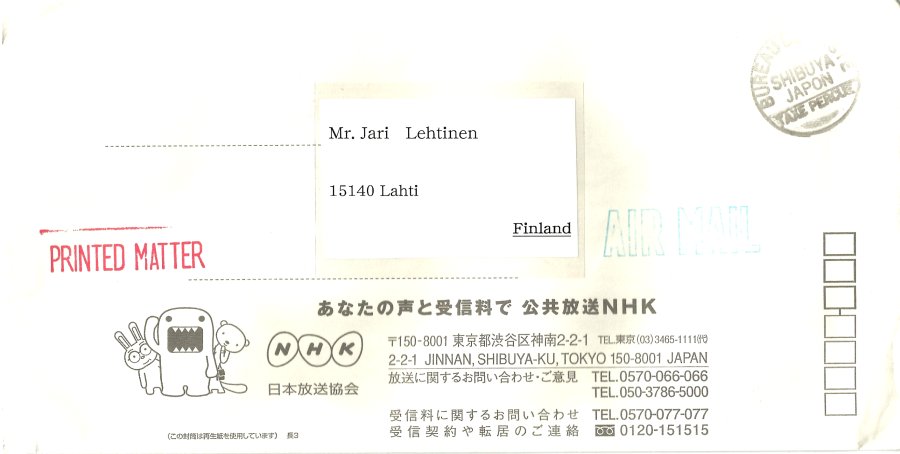 BUREAU
SHIBUYA
JAPON
TAXE PERÇUE
Mr. Jari Lehtinen
15140 Lahti
Finland
AIR MAIL
PRINTED MATTER
あなたの声と受信料で 公共放送NHK
NHK
日本放送協会
〒150-8001 東京都渋谷区神南2-2-1 TEL.東京(03)3465-1111(代)
2-2-1 JINNAN, SHIBUYA-KU, TOKYO 150-8001 JAPAN
放送に関するお問い合わせ・ご意見 TEL.0570-066-066
TEL.050-3786-5000
受信料に関するお問い合わせ TEL.0570-077-077
受信契約や転居のご連絡 0120-151515
(この封筒は再生紙を使用しています) 長3